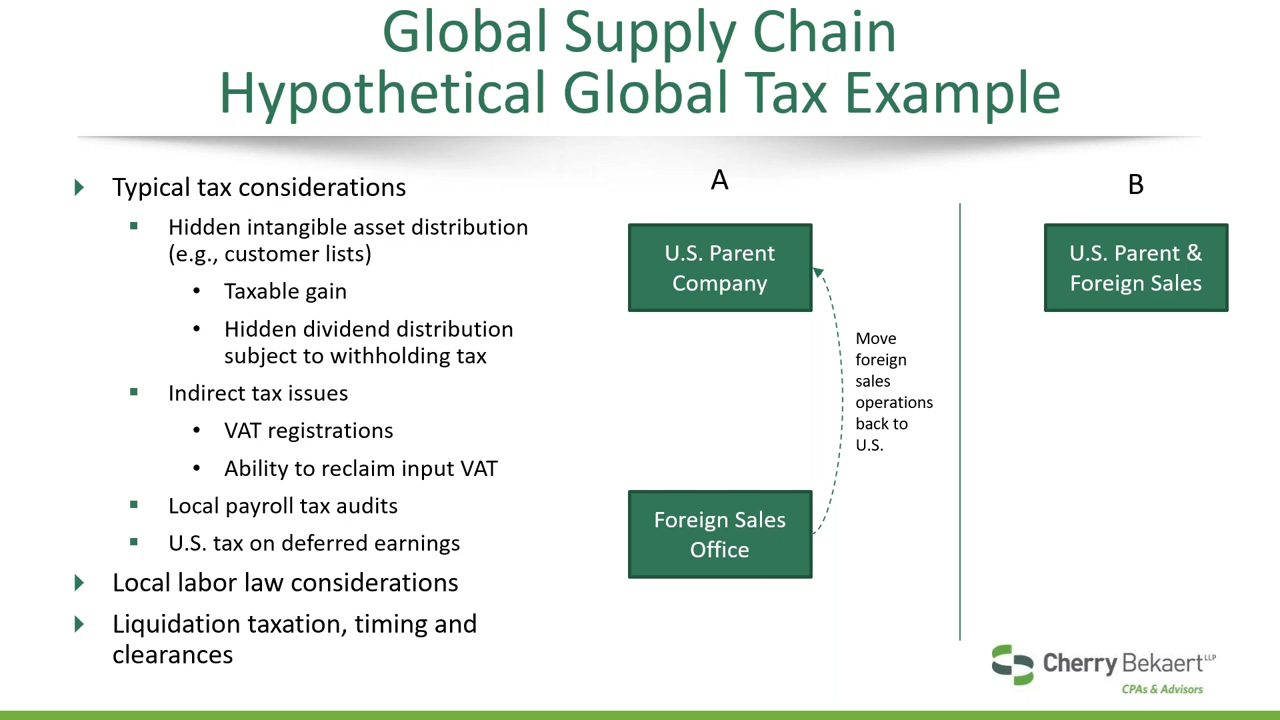 Global Supply Chain
Hypothetical Global Tax Example
Typical tax considerations
Hidden intangible asset distribution
(e.g., customer lists)
• Taxable gain
• Hidden dividend distribution
subject to withholding tax
Indirect tax issues
• VAT registrations
• Ability to reclaim input VAT
Local payroll tax audits
U.S. tax on deferred earnings
Local labor law considerations
Liquidation taxation, timing and
clearances
A
U.S. Parent
Company
Move
foreign
sales
operations
back to
U.S.
Foreign Sales
Office
B
U.S. Parent &
Foreign Sales
Cherry Bekaert LLP
CPAs & Advisors